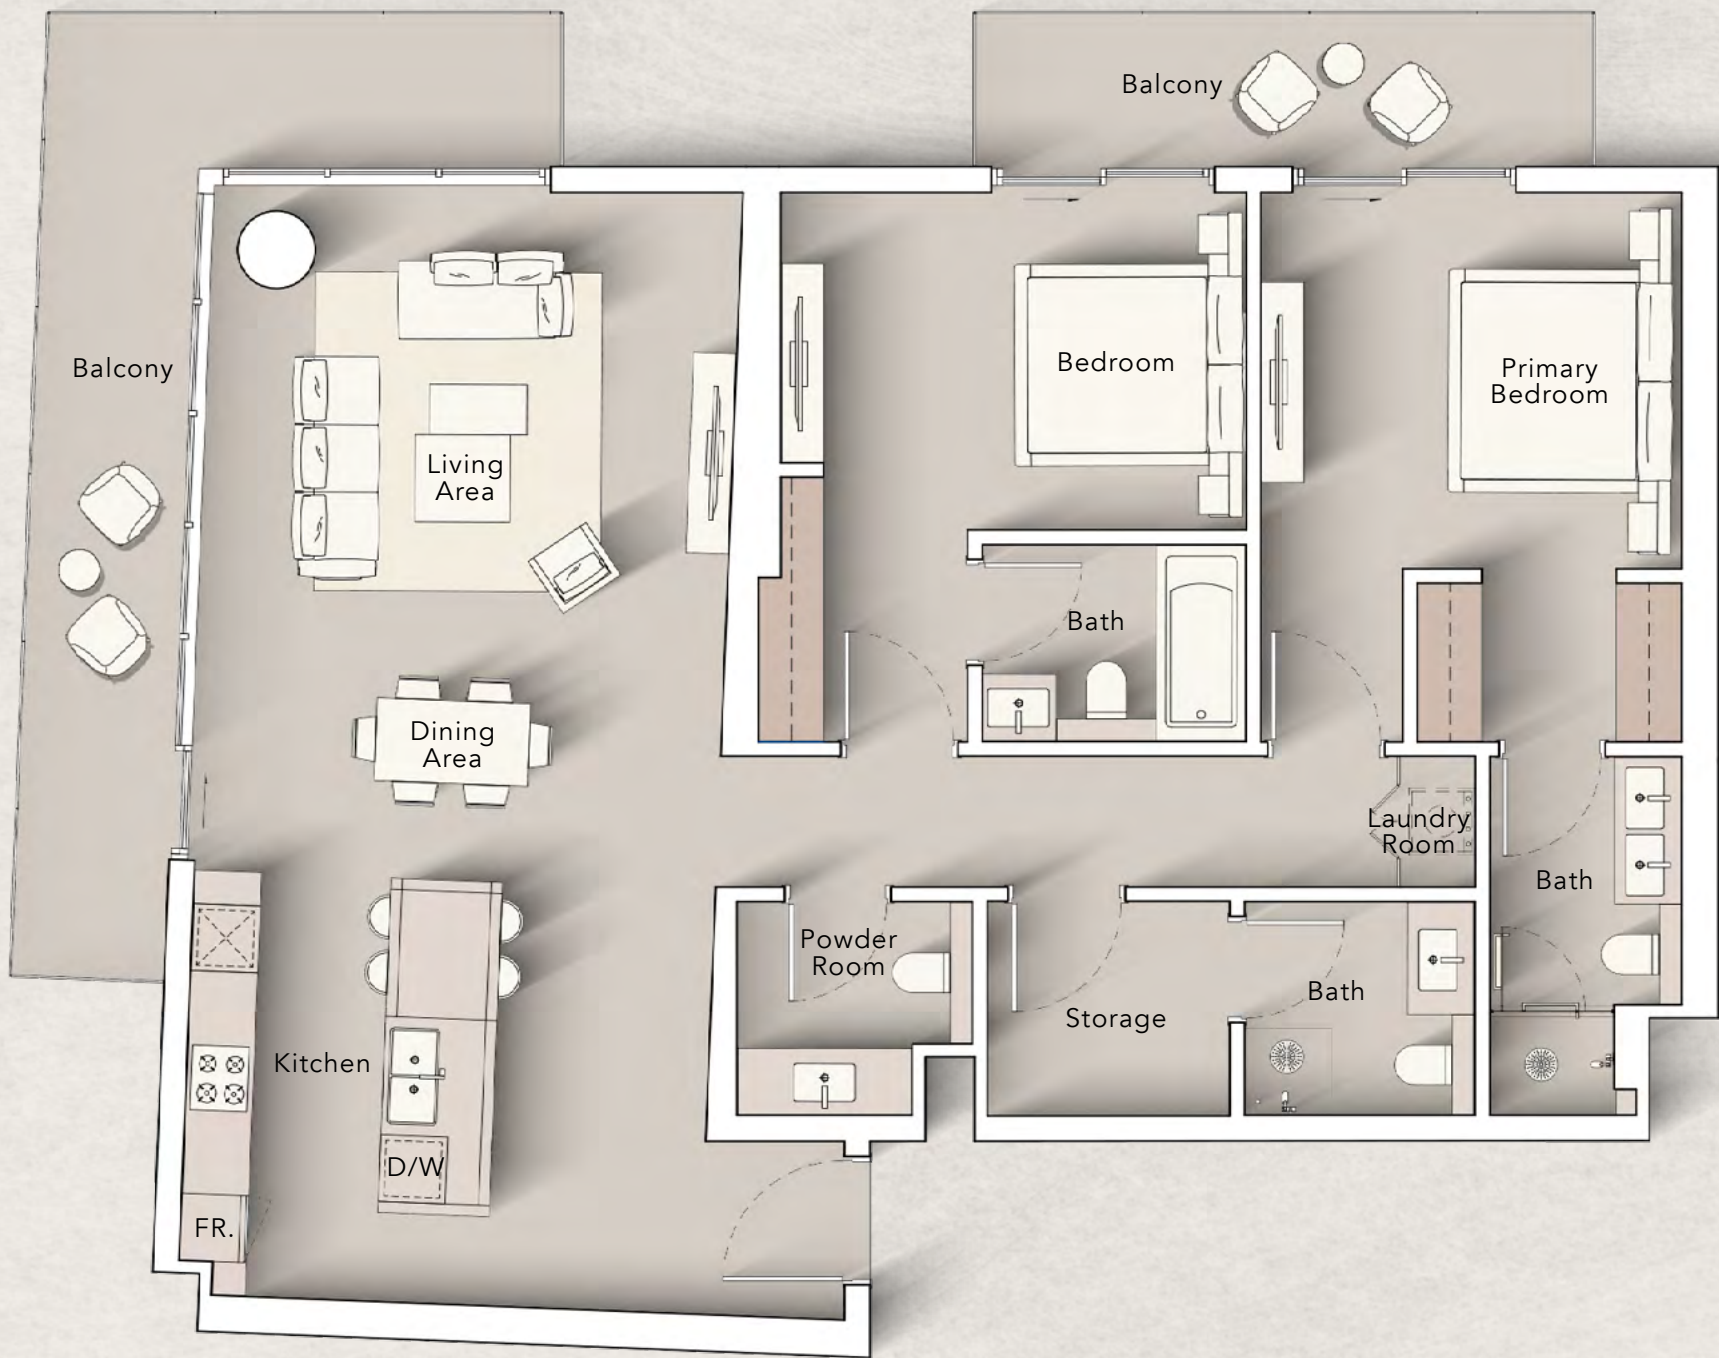 Balcony
Balcony
Bedroom
Primary
Bedroom
Living
Area
Bath
Dining
Area
Laundry
Room
Bath
Powder
Room
Bath
Storage
Kitchen
D/W
FR.